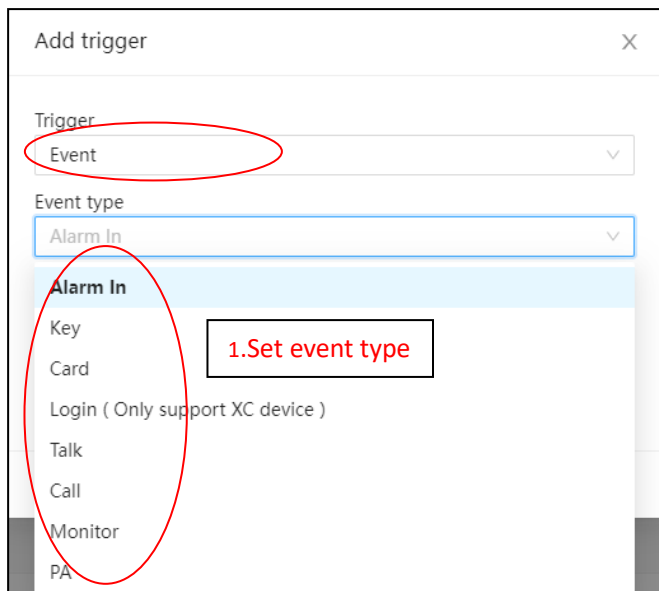 Add trigger
Trigger
Event
Event type
Alarm In
Alarm In
Key
1.Set event type
Card
Login ( Only support XC device )
Talk
Call
Monitor
PA